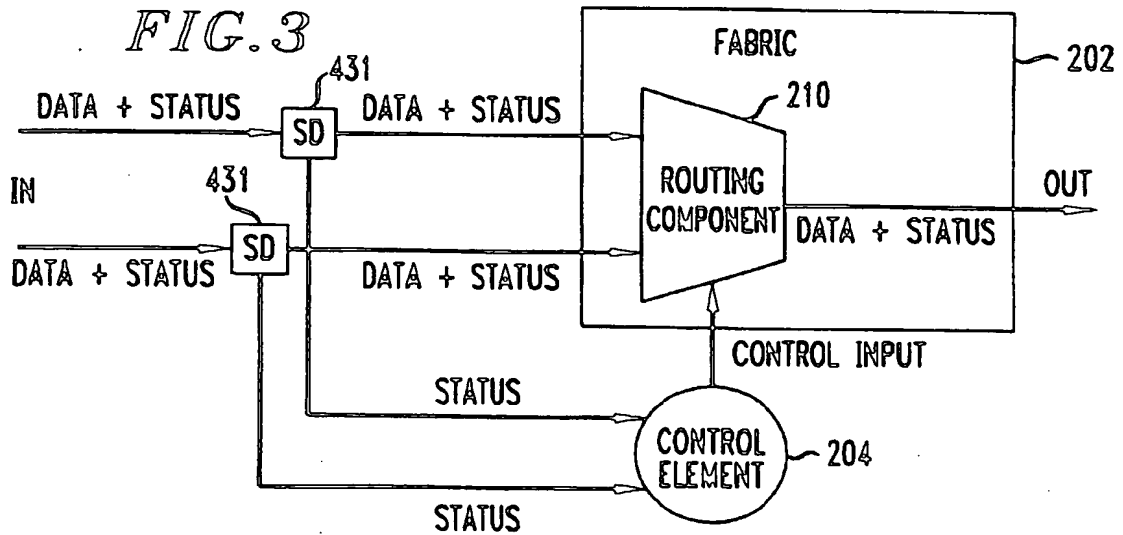 FIG.3
FABRIC
202
431
DATA + STATUS
SD
DATA + STATUS
210
IN
431
ROUTING
COMPONENT
OUT
DATA + STATUS
SD
DATA + STATUS
DATA + STATUS
CONTROL INPUT
STATUS
CONTROL
ELEMENT
204
STATUS